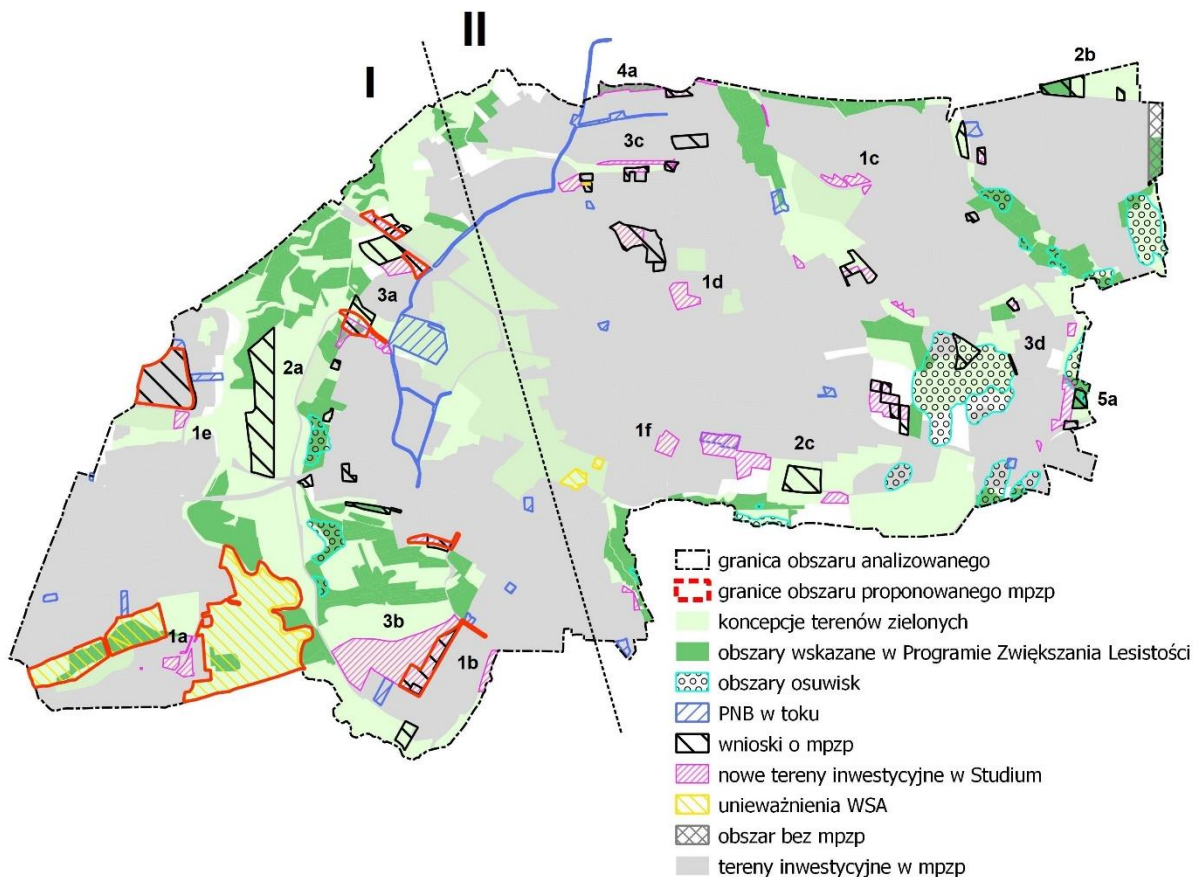 II
I
4a
2b
3c
1c
1d
3a
2a
3d
5a
1e
1f
2c
3b
1a
1b
granica obszaru analizowanego
granice obszaru proponowanego mpzp
koncepcje terenów zielonych
obszary wskazane w Programie Zwiększania Lesistości
obszary osuwisk
PNB w toku
wnioski o mpzp
nowe tereny inwestycyjne w Studium
unieważnienia WSA
obszar bez mpzp
tereny inwestycyjne w mpzp